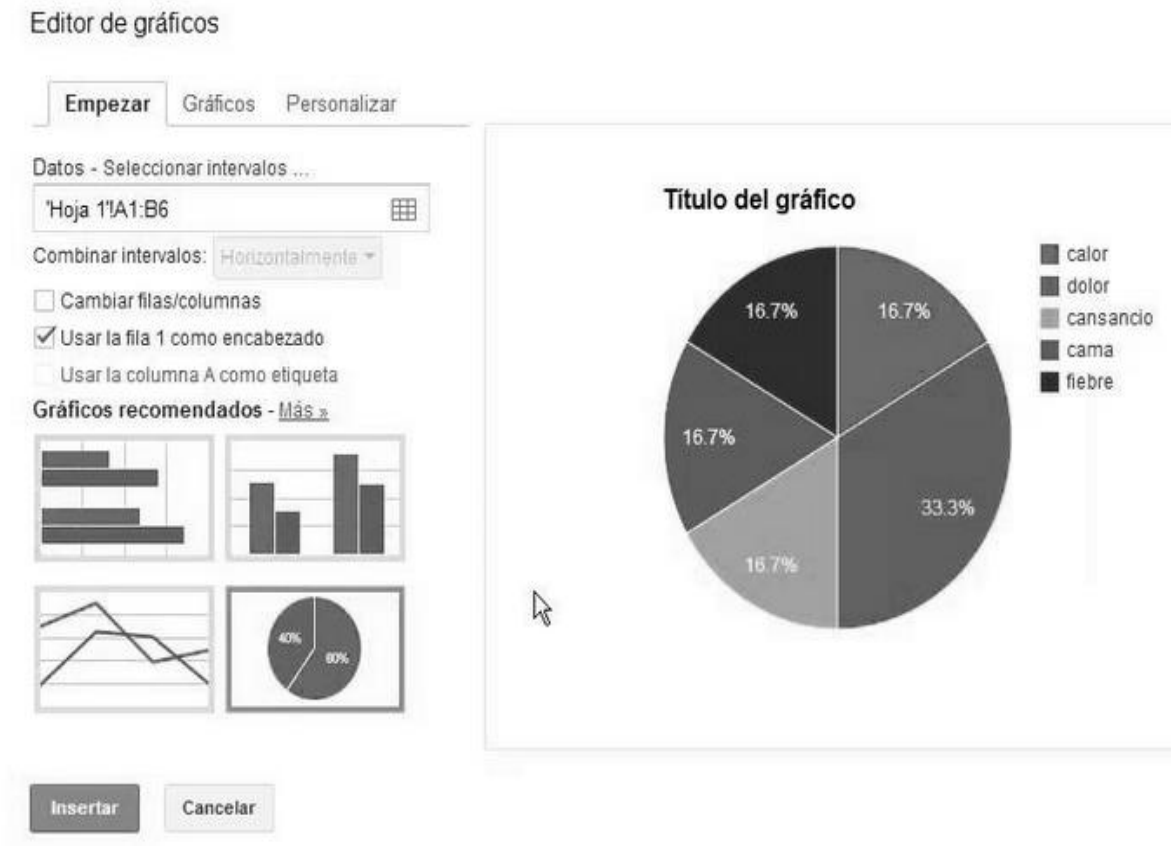 Editor de gráficos
Empezar Gráficos Personalizar
Datos - Seleccionar intervalos ...
'Hoja 1'!A1:B6
Combinar intervalos: Horizontalmente
Cambiar filas/columnas
Usar la fila 1 como encabezado
Usar la columna A como etiqueta
Gráficos recomendados - Más »
40%
60%
Insertar Cancelar
Título del gráfico
16.7%
16.7%
16.7%
33.3%
16.7%
calor
dolor
cansancio
cama
fiebre